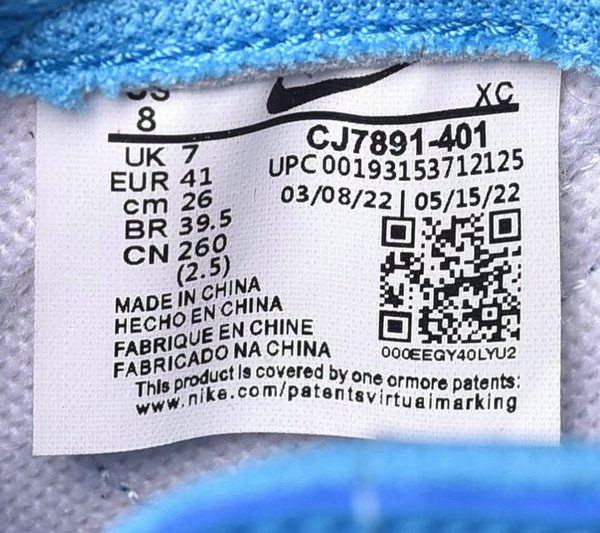 US
8
XC
UK 7
EUR 41
cm 26
BR 39.5
CN 260
(2.5)
CJ7891-401
UPC 00193153712125
03/08/22 | 05/15/22
000EEGY40LYU2
MADE IN CHINA
HECHO EN CHINA
FABRIQUE EN CHINE
FABRICADO NA CHINA
This product is covered by one ormore patents:
www.nike.com/patentsvirtuaimarking